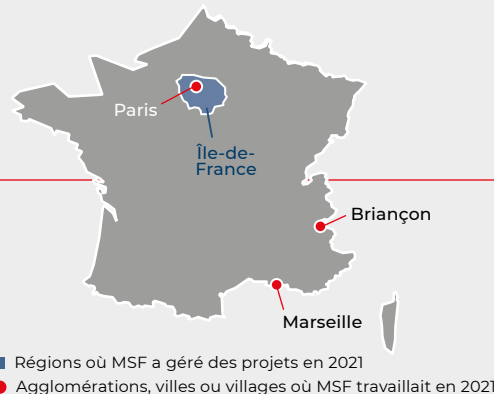 Paris
Île-de-
France
Briançon
Marseille
Régions où MSF a géré des projets en 2021
Agglomérations, villes ou villages où MSF travaillait en 2021